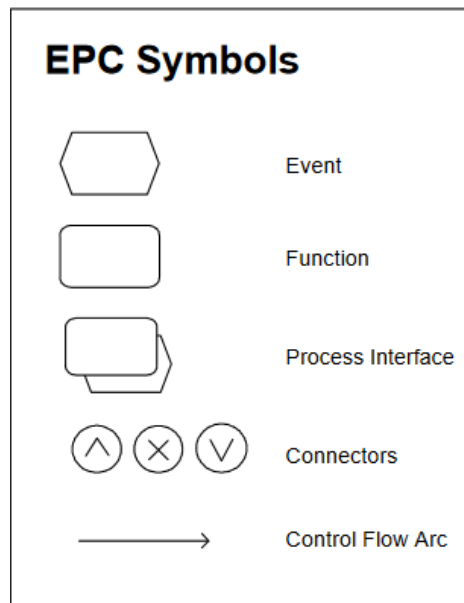 EPC Symbols
Event
Function
Process Interface
Connectors
Control Flow Arc